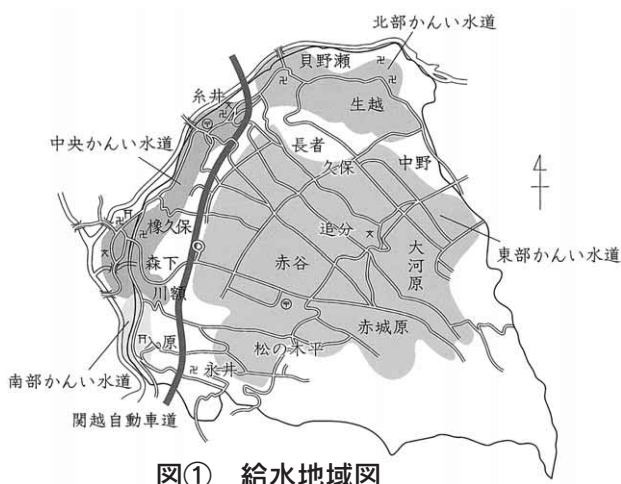 北部かんい水道
貝野瀬
糸井
生越
中央かんい水道
長者
久保
中野
橡久保
追分
大河原
東部かんい水道
森下
赤谷
川額
赤城原
原
松の木平
南部かんい水道
永井
関越自動車道
図① 給水地域図